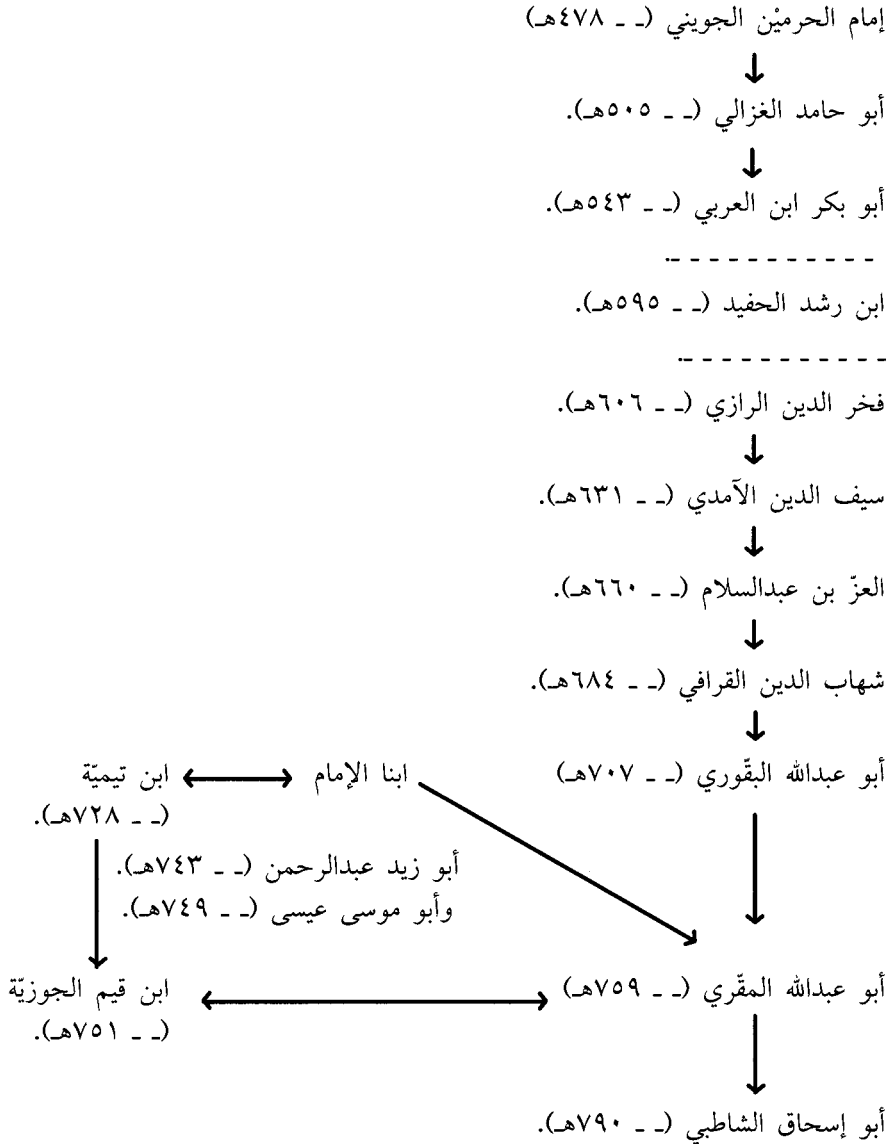 إمام الحرميْن الجويني (ـ ـ ٤٧٨هـ)
أبو حامد الغزالي (ـ ـ ٥٠٥هـ).
أبو بكر ابن العربي (ـ ـ ٥٤٣هـ).
ابن رشد الحفيد (ـ ـ ٥٩٥هـ).
فخر الدين الرازي (ـ ـ ٦٠٦هـ).
سيف الدين الآمدي (ـ ـ ٦٣١هـ).
العزّ بن عبدالسلام (ـ ـ ٦٦٠هـ).
شهاب الدين القرافي (ـ ـ ٦٨٤هـ).
أبو عبدالله البقّوري (ـ ـ ٧٠٧هـ)
ابنا الإمام
ابن تيميّة
(ـ ـ ٧٢٨هـ).
أبو زيد عبدالرحمن (ـ ـ ٧٤٣هـ).
وأبو موسى عيسى (ـ ـ ٧٤٩هـ).
أبو عبدالله المقّري (ـ ـ ٧٥٩هـ)
ابن قيم الجوزيّة
(ـ ـ ٧٥١هـ).
أبو إسحاق الشاطبي (ـ ـ ٧٩٠هـ).